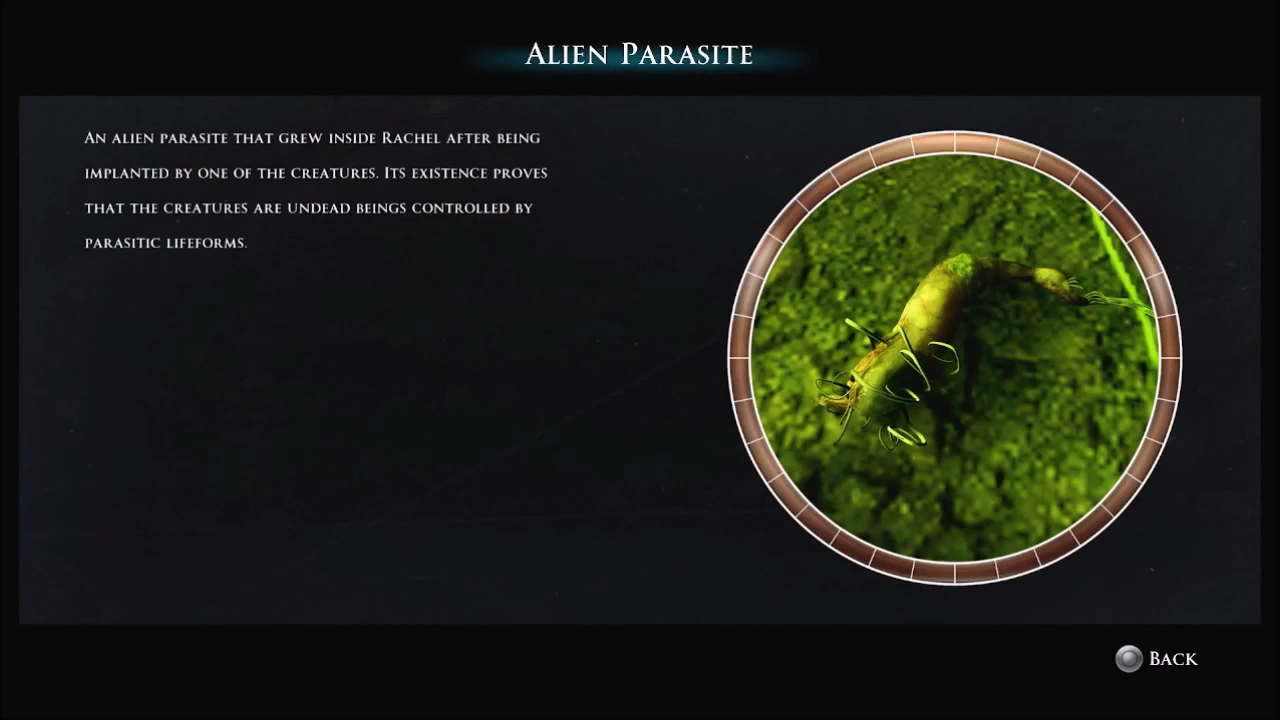 Alien Parasite
An alien parasite that grew inside Rachel after being
implanted by one of the creatures. Its existence proves
that the creatures are undead beings controlled by
parasitic lifeforms.
Back